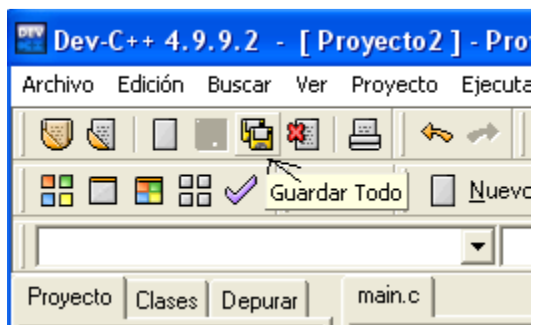 DEV Dev-C++ 4.9.9.2 - [ Proyecto2 ] - Pro
Archivo Edición Buscar Ver Proyecto Ejecuta
Guardar Todo Nuevo
Proyecto Clases Depurar main.c